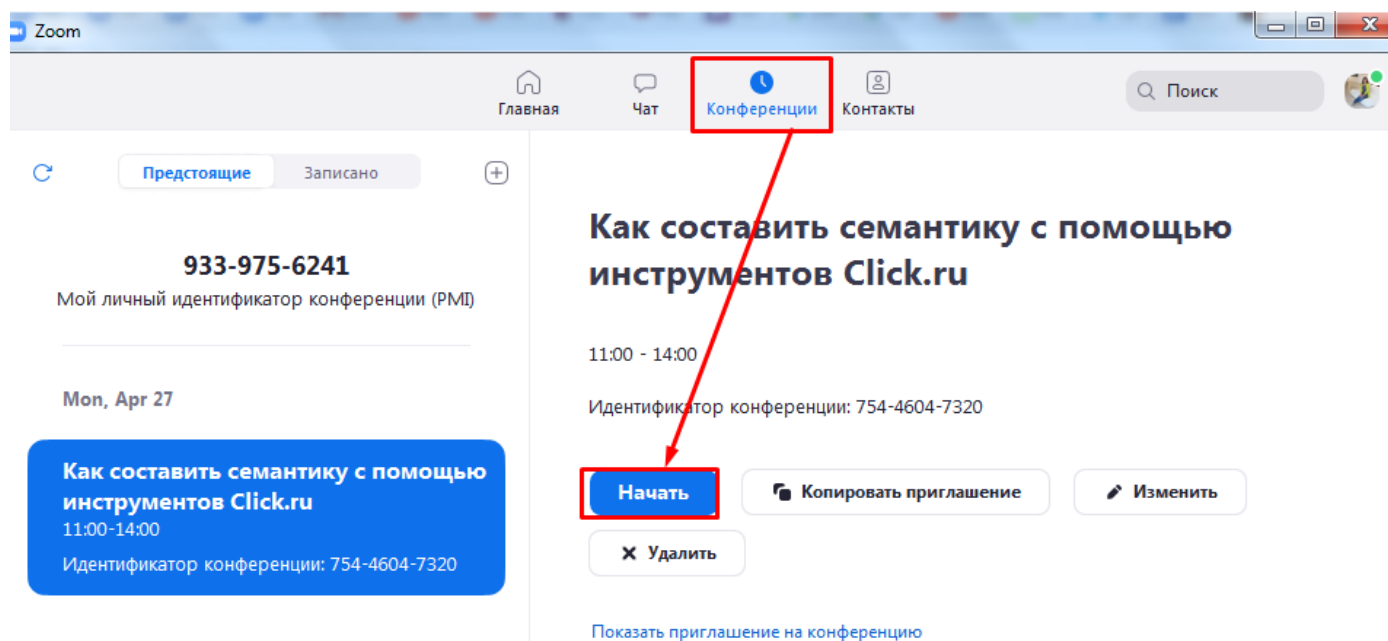 Zoom
Главная
Чат
Конференции
Контакты
Поиск
Предстоящие
Записано
933-975-6241
Мой личный идентификатор конференции (PMI)
Mon, Apr 27
Как составить семантику с помощью
инструментов Click.ru
11:00-14:00
Идентификатор конференции: 754-4604-7320
Как составить семантику с помощью
инструментов Click.ru
11:00 - 14:00
Идентификатор конференции: 754-4604-7320
Начать
Копировать приглашение
Изменить
Удалить
Показать приглашение на конференцию